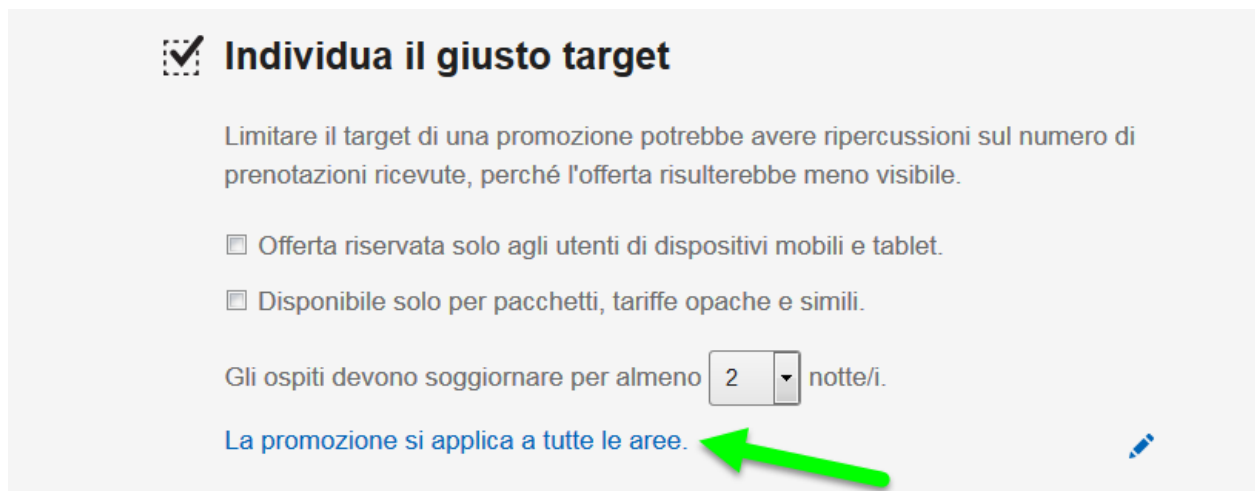 Individua il giusto target
Limitare il target di una promozione potrebbe avere ripercussioni sul numero di
prenotazioni ricevute, perché l'offerta risulterebbe meno visibile.
Offerta riservata solo agli utenti di dispositivi mobili e tablet.
Disponibile solo per pacchetti, tariffe opache e simili.
Gli ospiti devono soggiornare per almeno 2 notte/i.
La promozione si applica a tutte le aree.